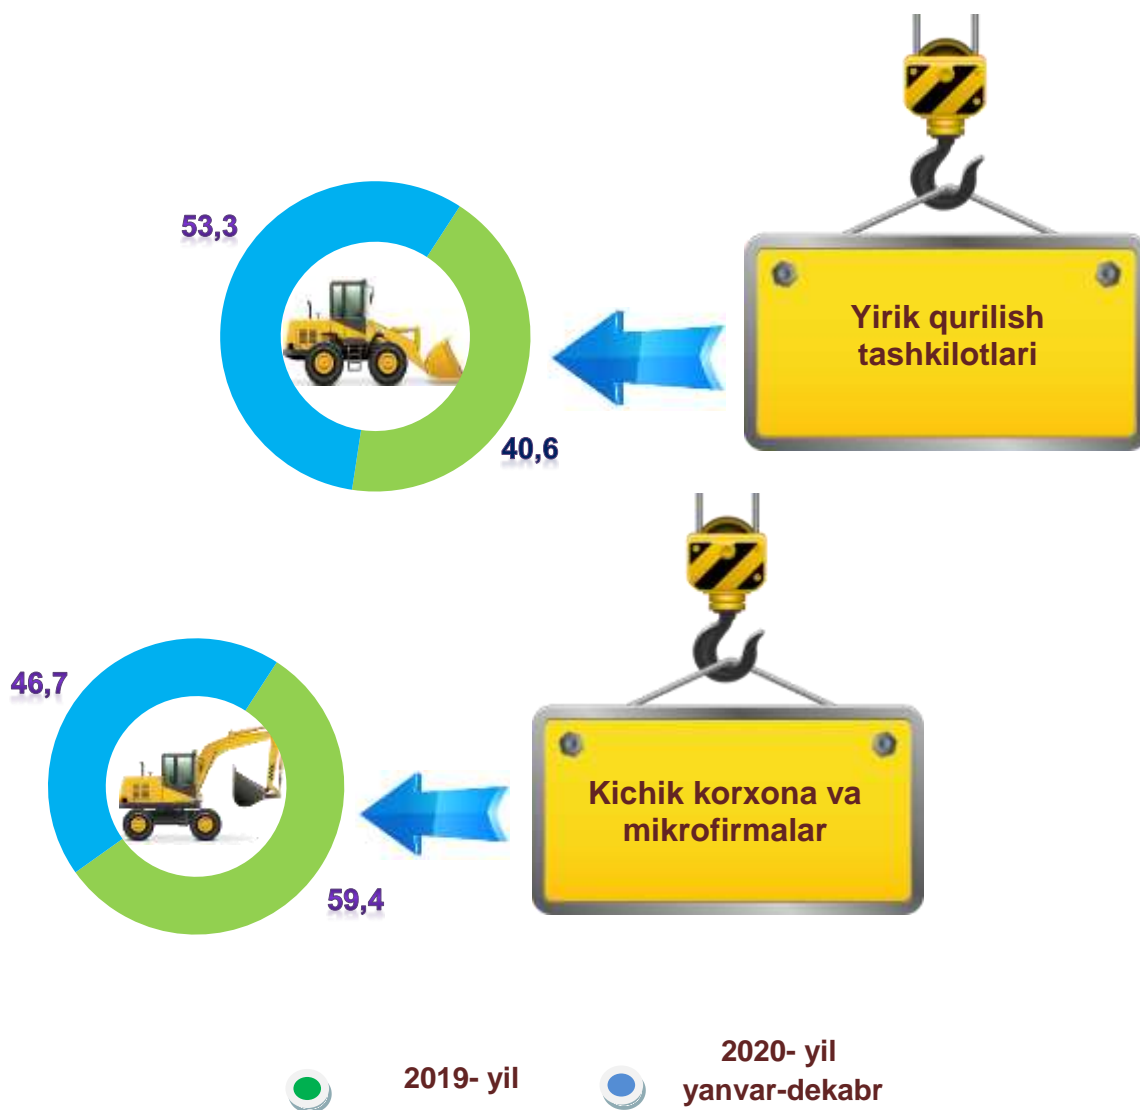 53,3
Yirik qurilish
tashkilotlari
40,6
46,7
Kichik korxona va
mikrofirmalar
59,4
2019- yil
2020- yil
yanvar-dekabr